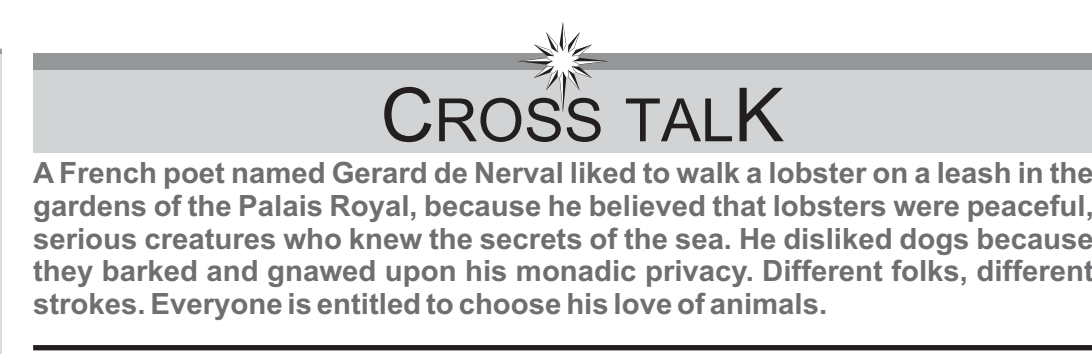 CROSS TALK
A French poet named Gerard de Nerval liked to walk a lobster on a leash in the
gardens of the Palais Royal, because he believed that lobsters were peaceful,
serious creatures who knew the secrets of the sea. He disliked dogs because
they barked and gnawed upon his monadic privacy. Different folks, different
strokes. Everyone is entitled to choose his love of animals.